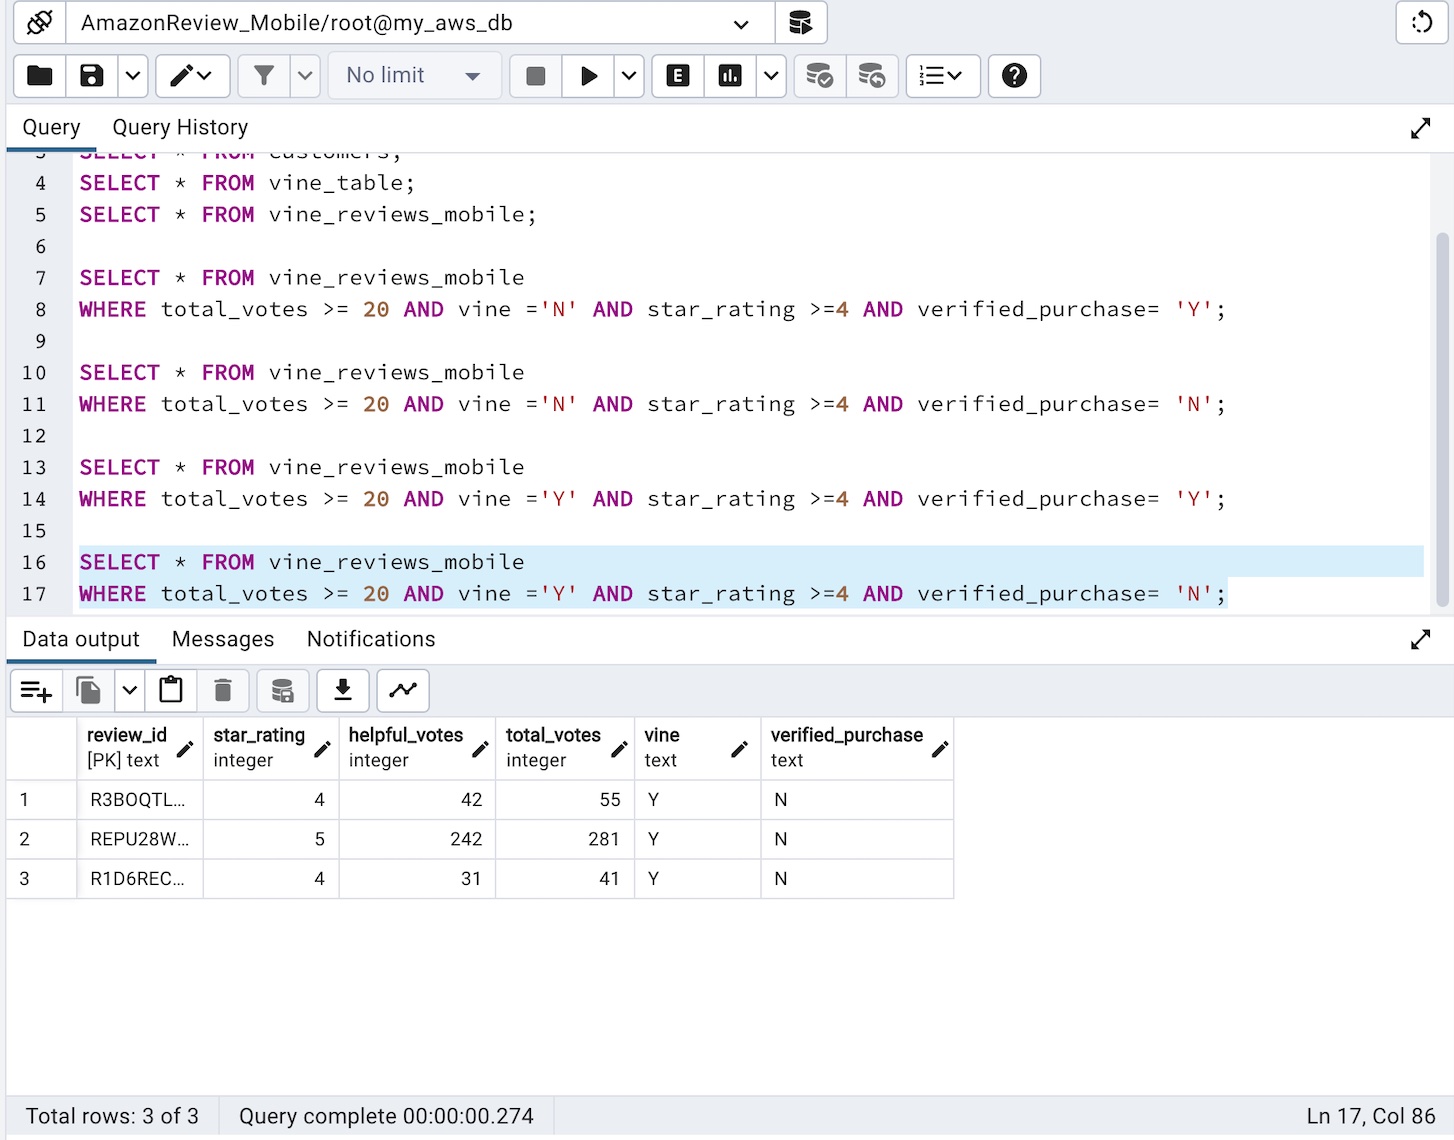 AmazonReview_Mobile/root@my_aws_db
No limit
E
Query Query History
3 SELECT * FROM customers;
4 SELECT * FROM vine_table;
5 SELECT * FROM vine_reviews_mobile;
6
7 SELECT * FROM vine_reviews_mobile
8 WHERE total_votes >= 20 AND vine ='N' AND star_rating >=4 AND verified_purchase= 'Y';
9
10 SELECT * FROM vine_reviews_mobile
11 WHERE total_votes >= 20 AND vine ='N' AND star_rating >=4 AND verified_purchase= 'N';
12
13 SELECT * FROM vine_reviews_mobile
14 WHERE total_votes >= 20 AND vine ='Y' AND star_rating >=4 AND verified_purchase= 'Y';
15
16 SELECT * FROM vine_reviews_mobile
17 WHERE total_votes >= 20 AND vine ='Y' AND star_rating >=4 AND verified_purchase= 'N';
Data output Messages Notifications
review_id star_rating helpful_votes total_votes vine verified_purchase
[PK] text integer integer integer text text
1 R3BOQTL... 4 42 55 Y N
2 REPU28W... 5 242 281 Y N
3 R1D6REC... 4 31 41 Y N
Total rows: 3 of 3 Query complete 00:00:00.274 Ln 17, Col 86